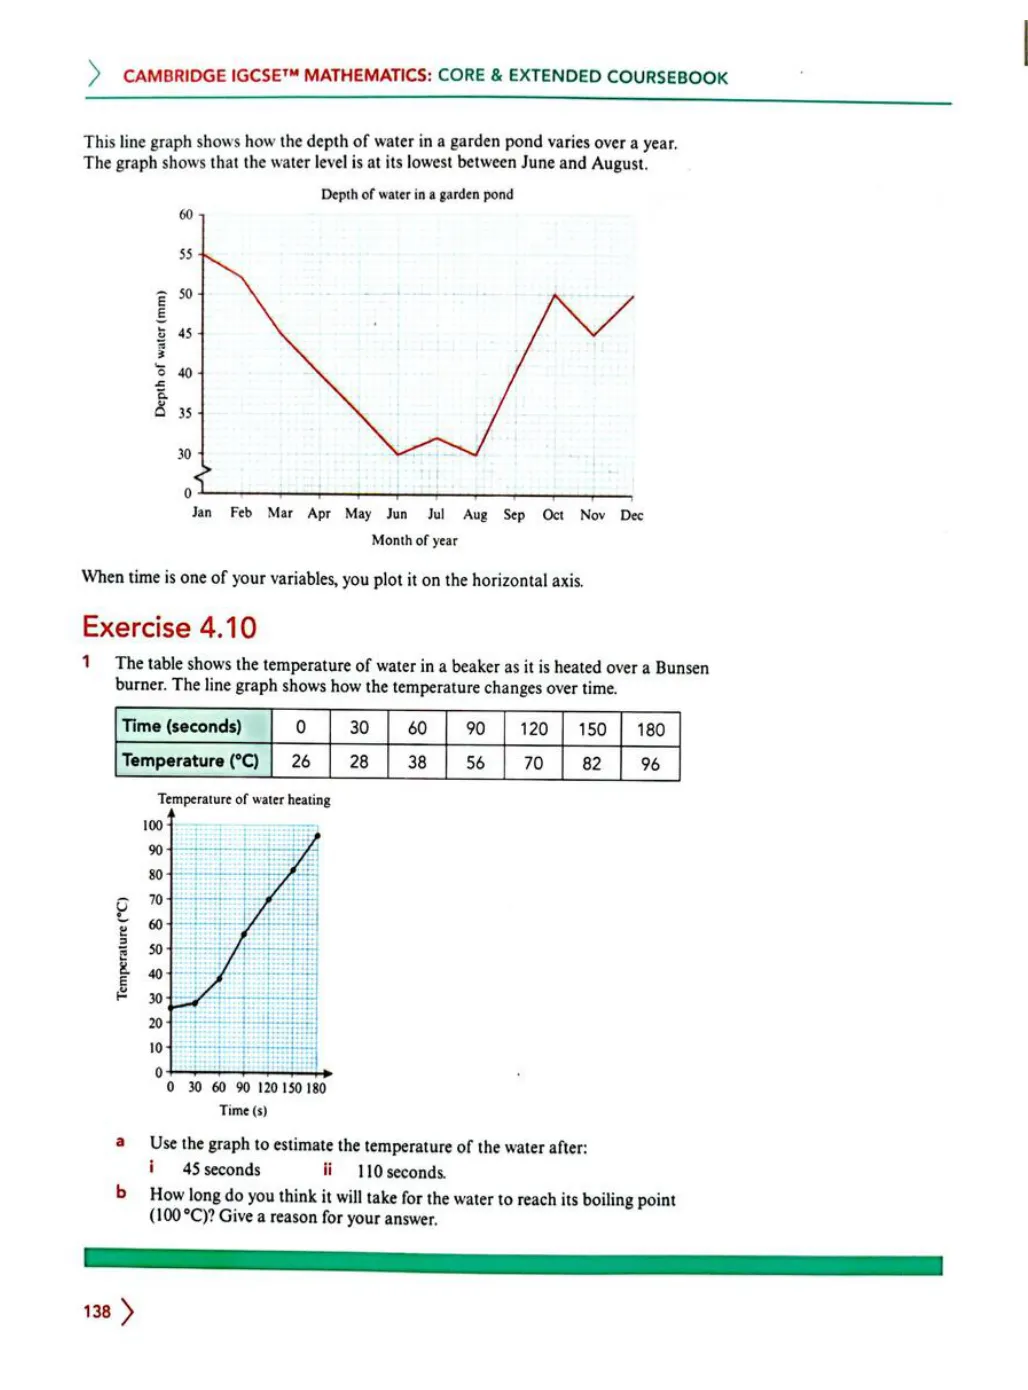 CAMBRIDGE IGCSE™ MATHEMATICS: CORE & EXTENDED COURSEBOOK
This line graph shows how the depth of water in a garden pond varies over a year.
The graph shows that the water level is at its lowest between June and August.
Depth of water in a garden pond
60
55
50
45
40
35
30
0
Depth of water (mm)
Jan Feb Mar Apr May Jun Jul Aug Sep Oct Nov Dec
Month of year
When time is one of your variables, you plot it on the horizontal axis.
Exercise 4.10
1 The table shows the temperature of water in a beaker as it is heated over a Bunsen
burner. The line graph shows how the temperature changes over time.
Time (seconds) 0 30 60 90 120 150 180
Temperature (°C) 26 28 38 56 70 82 96
Temperature of water heating
100
90
80
70
60
50
40
30
20
10
0
Temperature (°C)
0 30 60 90 120 150 180
Time (s)
a Use the graph to estimate the temperature of the water after:
i 45 seconds ii 110 seconds.
b How long do you think it will take for the water to reach its boiling point
(100 °C)? Give a reason for your answer.
138